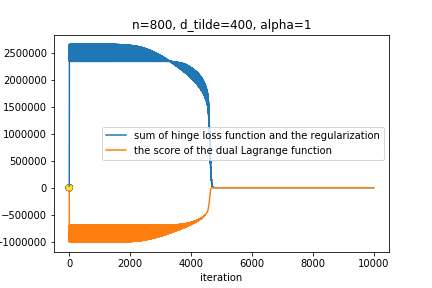 n=800, d_tilde=400, alpha=1
2500000
2000000
1500000
1000000
500000
0
−500000
−1000000
sum of hinge loss function and the regularization
the score of the dual Lagrange function
0 2000 4000 6000 8000 10000
iteration